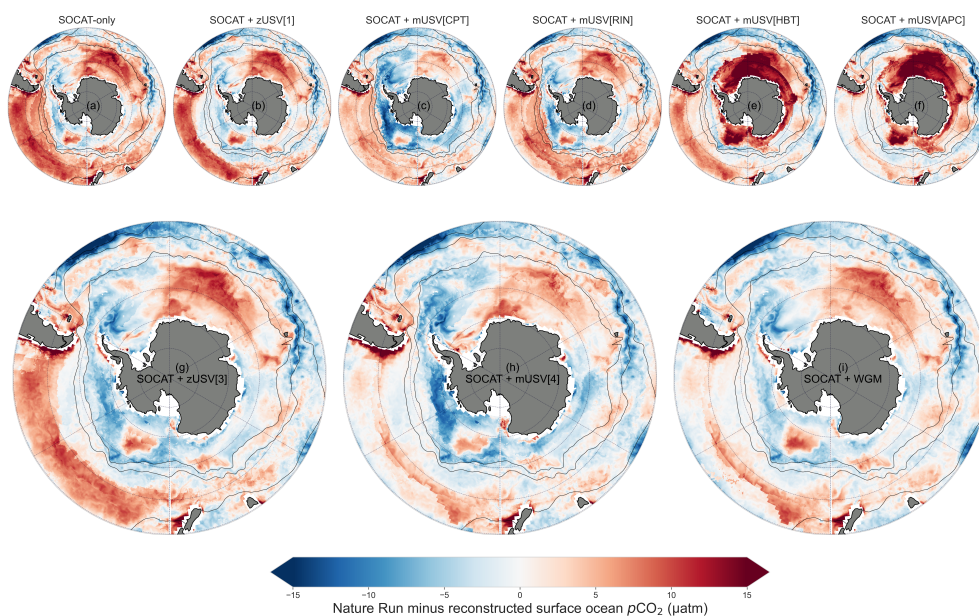 SOCAT-only
SOCAT + zUSV[1]
SOCAT + mUSV[CPT]
SOCAT + mUSV[RIN]
SOCAT + mUSV[HBT]
SOCAT + mUSV[APC]
(a)
(b)
(c)
(d)
(e)
(f)
(g)
SOCAT + zUSV[3]
(h)
SOCAT + mUSV[4]
(i)
SOCAT + WGM
−15 −10 −5 0 5 10 15
Nature Run minus reconstructed surface ocean pCO₂ (µatm)